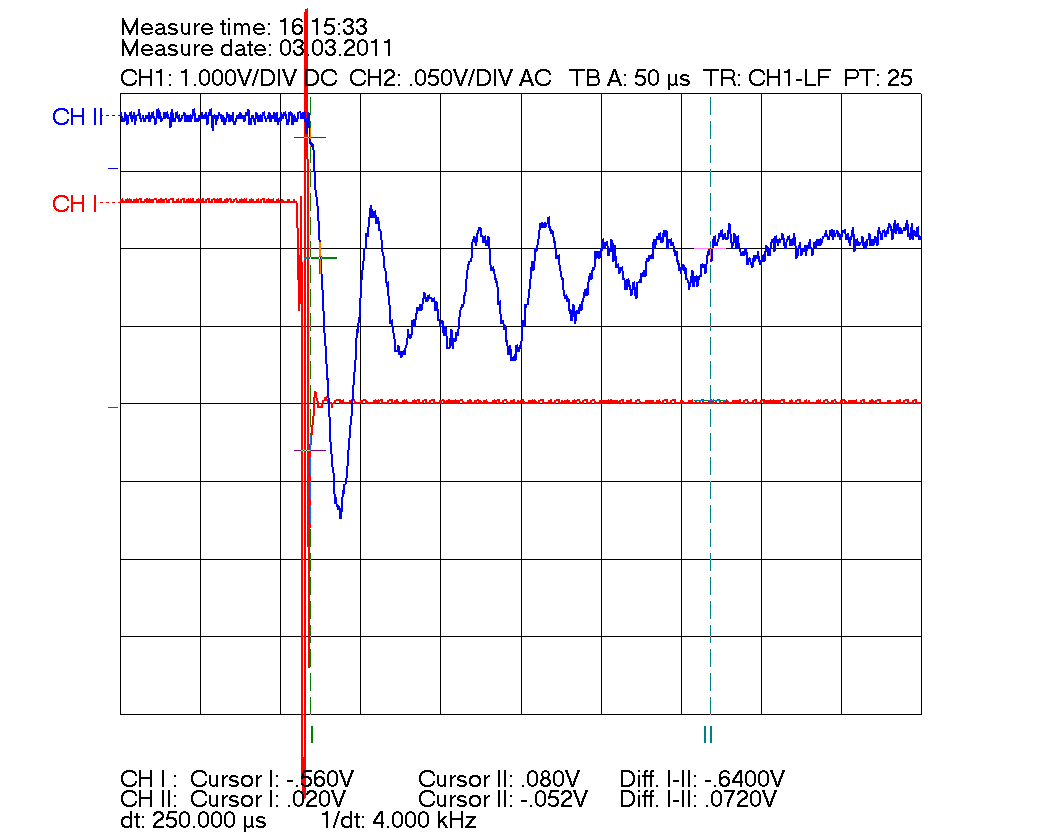 Measure time: 16:15:33
Measure date: 03.03.2011
CH1: 1.000V/DIV DC CH2: .050V/DIV AC TB A: 50 µs TR: CH1-LF PT: 25
CH II
CH I
I
II
CH I : Cursor I: -.560V Cursor II: .080V Diff. I-II: -.6400V
CH II: Cursor I: .020V Cursor II: -.052V Diff. I-II: .0720V
dt: 250.000 µs 1/dt: 4.000 kHz